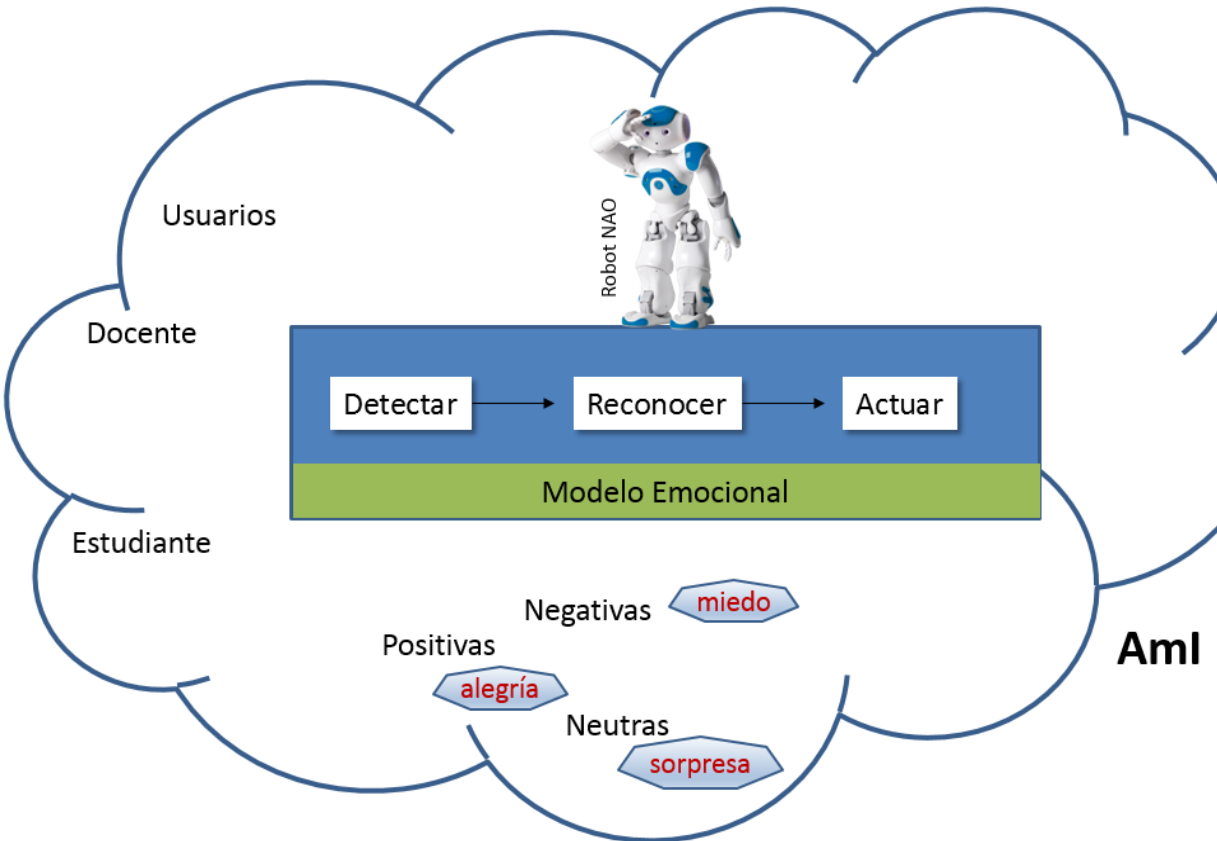 Usuarios
Robot NAO
Docente
Detectar
Reconocer
Actuar
Modelo Emocional
Estudiante
Negativas
miedo
Positivas
alegría
Neutras
sorpresa
AmI